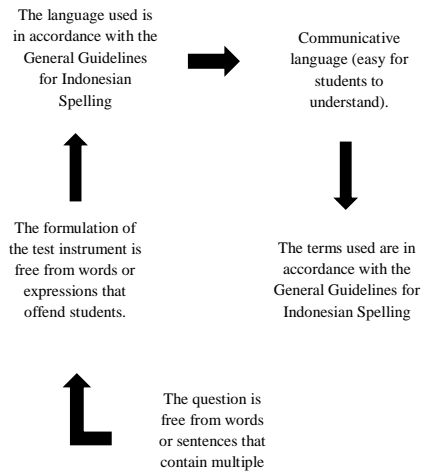 The language used is
in accordance with the
General Guidelines
for Indonesian
Spelling
Communicative
language (easy for
students to
understand).
The formulation of
the test instrument is
free from words or
expressions that
offend students.
The terms used are in
accordance with the
General Guidelines for
Indonesian Spelling
The question is
free from words
or sentences that
contain multiple